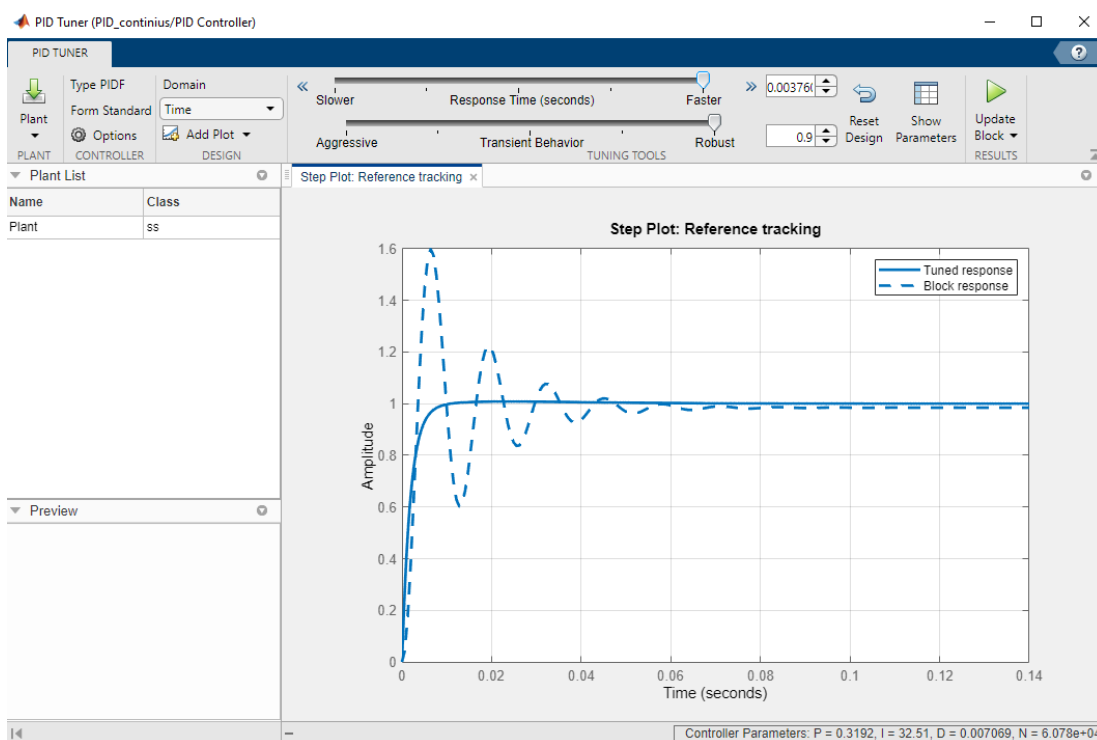 PID Tuner (PID_continius/PID Controller)
PID TUNER
Plant
Type PIDF
Form Standard
Options
Domain
Time
Add Plot
Slower Response Time (seconds) Faster
Aggressive Transient Behavior Robust
0.00376
0.9
Reset Design
Show Parameters
Update Block
PLANT CONTROLLER DESIGN TUNING TOOLS RESULTS
Plant List
Name Class
Plant ss
Preview
Step Plot: Reference tracking
Step Plot: Reference tracking
Tuned response
Block response
Amplitude
1.6
1.4
1.2
1
0.8
0.6
0.4
0.2
0
0 0.02 0.04 0.06 0.08 0.1 0.12 0.14
Time (seconds)
Controller Parameters: P = 0.3192, I = 32.51, D = 0.007069, N = 6.078e+04